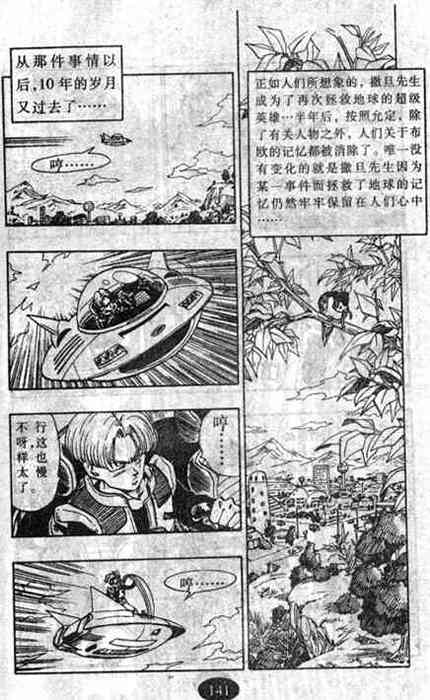 正如人们所想象的，撒旦先生
成为了再次拯救地球的超级
英雄…半年后，按照允定，除
了有关人物之外，人们关于布
欧的记忆都被消除了。唯一没
有变化的就是撒旦先生因为
某一事件而拯救了地球的记
忆仍然牢牢保留在人们心中
……
从那件事情以
后，10年的岁月
又过去了……
哼……
哼……
不行
呀，这
样也
太慢
了。
哼……
141